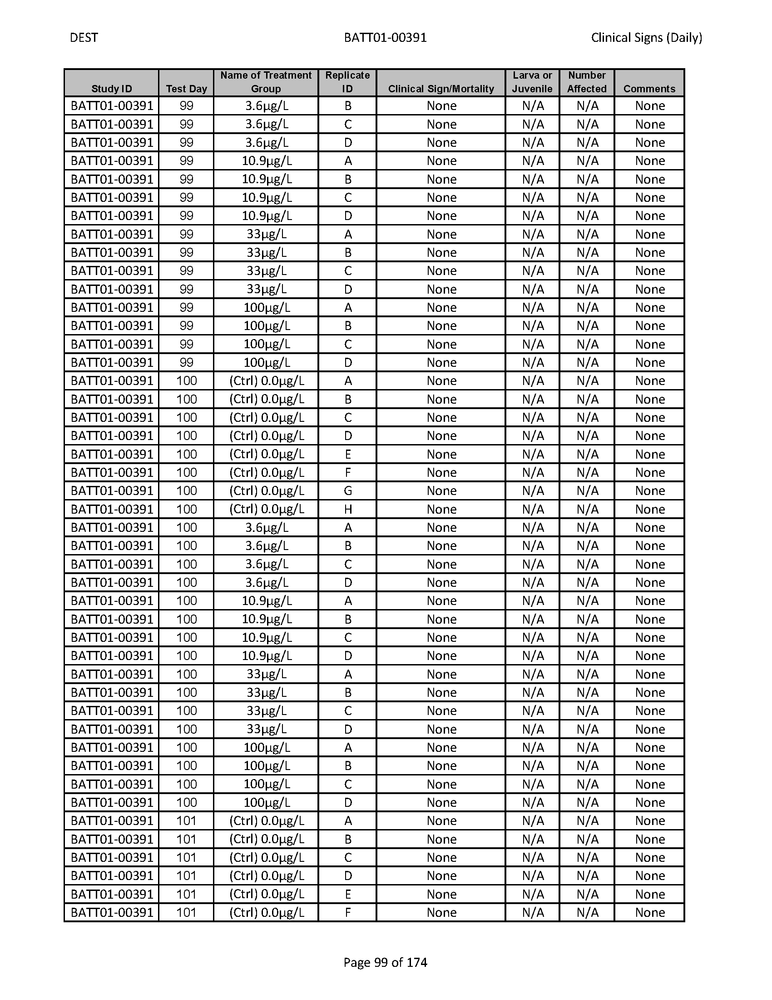 DEST BATT01-00391 Clinical Signs (Daily)
Study ID Test Day Name of Treatment Group Replicate ID Clinical Sign/Mortality Larva or Juvenile Number Affected Comments
BATT01-00391 99 3.6µg/L B None N/A N/A None
BATT01-00391 99 3.6µg/L C None N/A N/A None
BATT01-00391 99 3.6µg/L D None N/A N/A None
BATT01-00391 99 10.9µg/L A None N/A N/A None
BATT01-00391 99 10.9µg/L B None N/A N/A None
BATT01-00391 99 10.9µg/L C None N/A N/A None
BATT01-00391 99 10.9µg/L D None N/A N/A None
BATT01-00391 99 33µg/L A None N/A N/A None
BATT01-00391 99 33µg/L B None N/A N/A None
BATT01-00391 99 33µg/L C None N/A N/A None
BATT01-00391 99 33µg/L D None N/A N/A None
BATT01-00391 99 100µg/L A None N/A N/A None
BATT01-00391 99 100µg/L B None N/A N/A None
BATT01-00391 99 100µg/L C None N/A N/A None
BATT01-00391 99 100µg/L D None N/A N/A None
BATT01-00391 100 (Ctrl) 0.0µg/L A None N/A N/A None
BATT01-00391 100 (Ctrl) 0.0µg/L B None N/A N/A None
BATT01-00391 100 (Ctrl) 0.0µg/L C None N/A N/A None
BATT01-00391 100 (Ctrl) 0.0µg/L D None N/A N/A None
BATT01-00391 100 (Ctrl) 0.0µg/L E None N/A N/A None
BATT01-00391 100 (Ctrl) 0.0µg/L F None N/A N/A None
BATT01-00391 100 (Ctrl) 0.0µg/L G None N/A N/A None
BATT01-00391 100 (Ctrl) 0.0µg/L H None N/A N/A None
BATT01-00391 100 3.6µg/L A None N/A N/A None
BATT01-00391 100 3.6µg/L B None N/A N/A None
BATT01-00391 100 3.6µg/L C None N/A N/A None
BATT01-00391 100 3.6µg/L D None N/A N/A None
BATT01-00391 100 10.9µg/L A None N/A N/A None
BATT01-00391 100 10.9µg/L B None N/A N/A None
BATT01-00391 100 10.9µg/L C None N/A N/A None
BATT01-00391 100 10.9µg/L D None N/A N/A None
BATT01-00391 100 33µg/L A None N/A N/A None
BATT01-00391 100 33µg/L B None N/A N/A None
BATT01-00391 100 33µg/L C None N/A N/A None
BATT01-00391 100 33µg/L D None N/A N/A None
BATT01-00391 100 100µg/L A None N/A N/A None
BATT01-00391 100 100µg/L B None N/A N/A None
BATT01-00391 100 100µg/L C None N/A N/A None
BATT01-00391 100 100µg/L D None N/A N/A None
BATT01-00391 101 (Ctrl) 0.0µg/L A None N/A N/A None
BATT01-00391 101 (Ctrl) 0.0µg/L B None N/A N/A None
BATT01-00391 101 (Ctrl) 0.0µg/L C None N/A N/A None
BATT01-00391 101 (Ctrl) 0.0µg/L D None N/A N/A None
BATT01-00391 101 (Ctrl) 0.0µg/L E None N/A N/A None
BATT01-00391 101 (Ctrl) 0.0µg/L F None N/A N/A None
Page 99 of 174